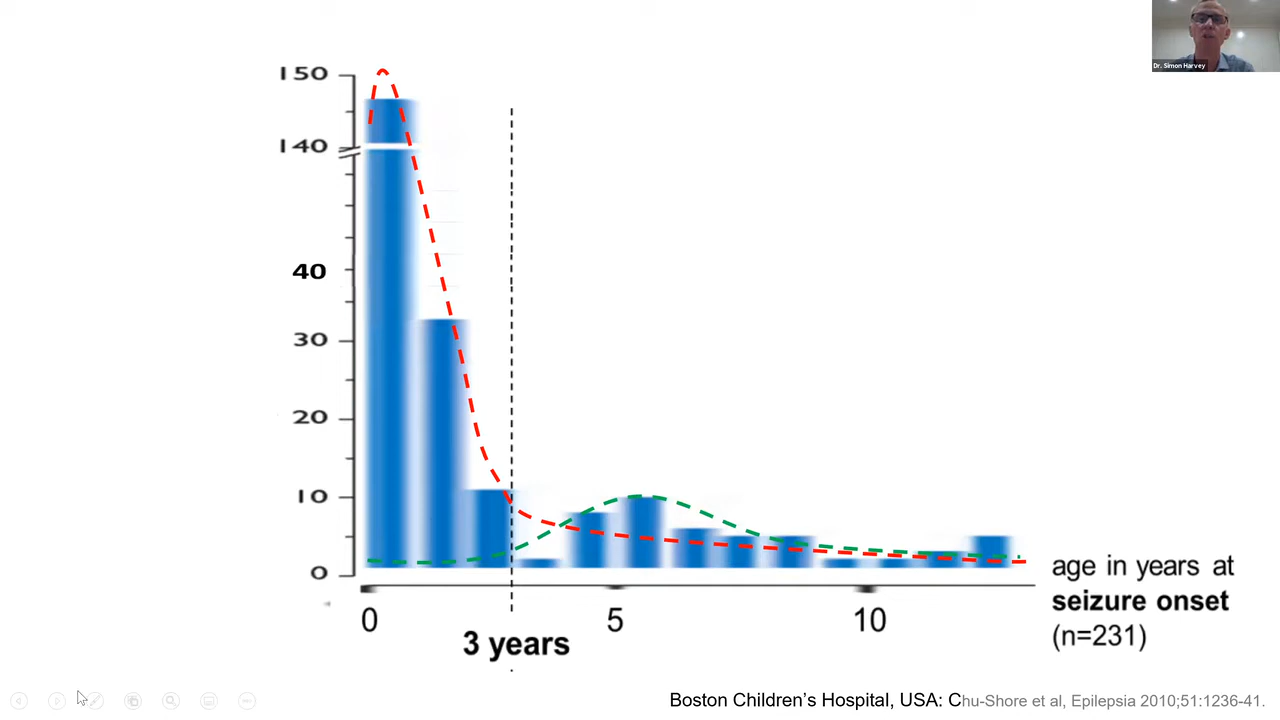 Dr. Simon Harvey
150
140
40
30
20
10
0
0
5
10
3 years
age in years at
seizure onset
(n=231)
Boston Children's Hospital, USA: Chu-Shore et al, Epilepsia 2010;51:1236-41.